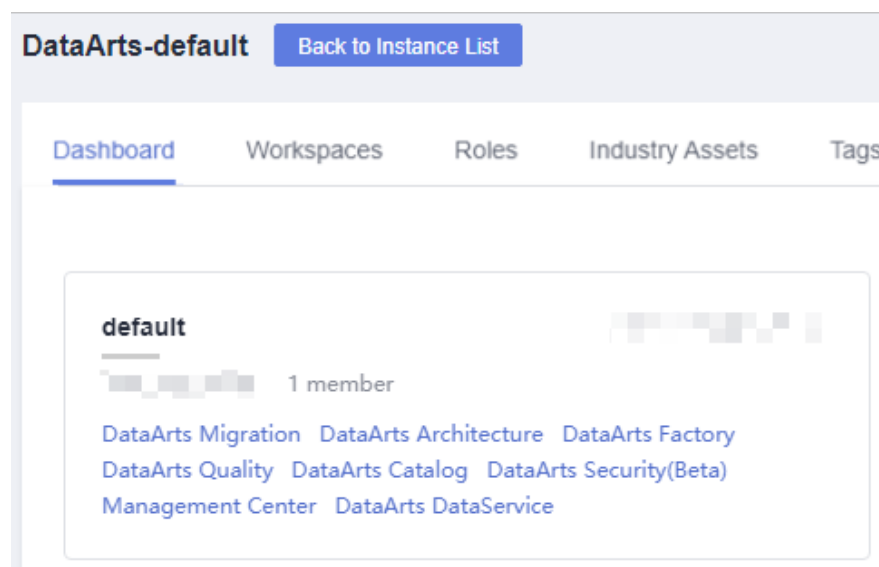 DataArts-default Back to Instance List
Dashboard Workspaces Roles Industry Assets Tags
default
1 member
DataArts Migration DataArts Architecture DataArts Factory
DataArts Quality DataArts Catalog DataArts Security(Beta)
Management Center DataArts DataService